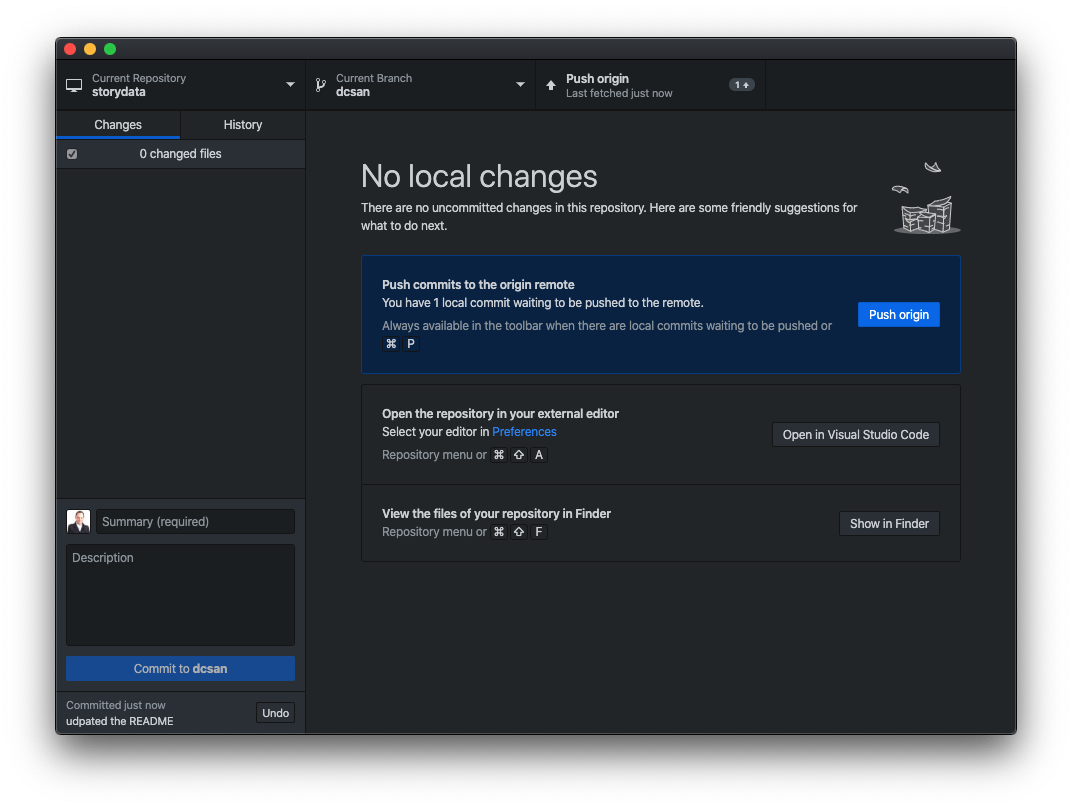 Current Repository
storydata
Current Branch
dcsan
Push origin
Last fetched just now
1
Changes
History
0 changed files
No local changes
There are no uncommitted changes in this repository. Here are some friendly suggestions for
what to do next.
Push commits to the origin remote
You have 1 local commit waiting to be pushed to the remote.
Always available in the toolbar when there are local commits waiting to be pushed or
⌘ P
Push origin
Open the repository in your external editor
Select your editor in Preferences
Repository menu or ⌘ ⇧ A
Open in Visual Studio Code
View the files of your repository in Finder
Repository menu or ⌘ ⇧ F
Show in Finder
Summary (required)
Description
Commit to dcsan
Committed just now
udpated the README
Undo